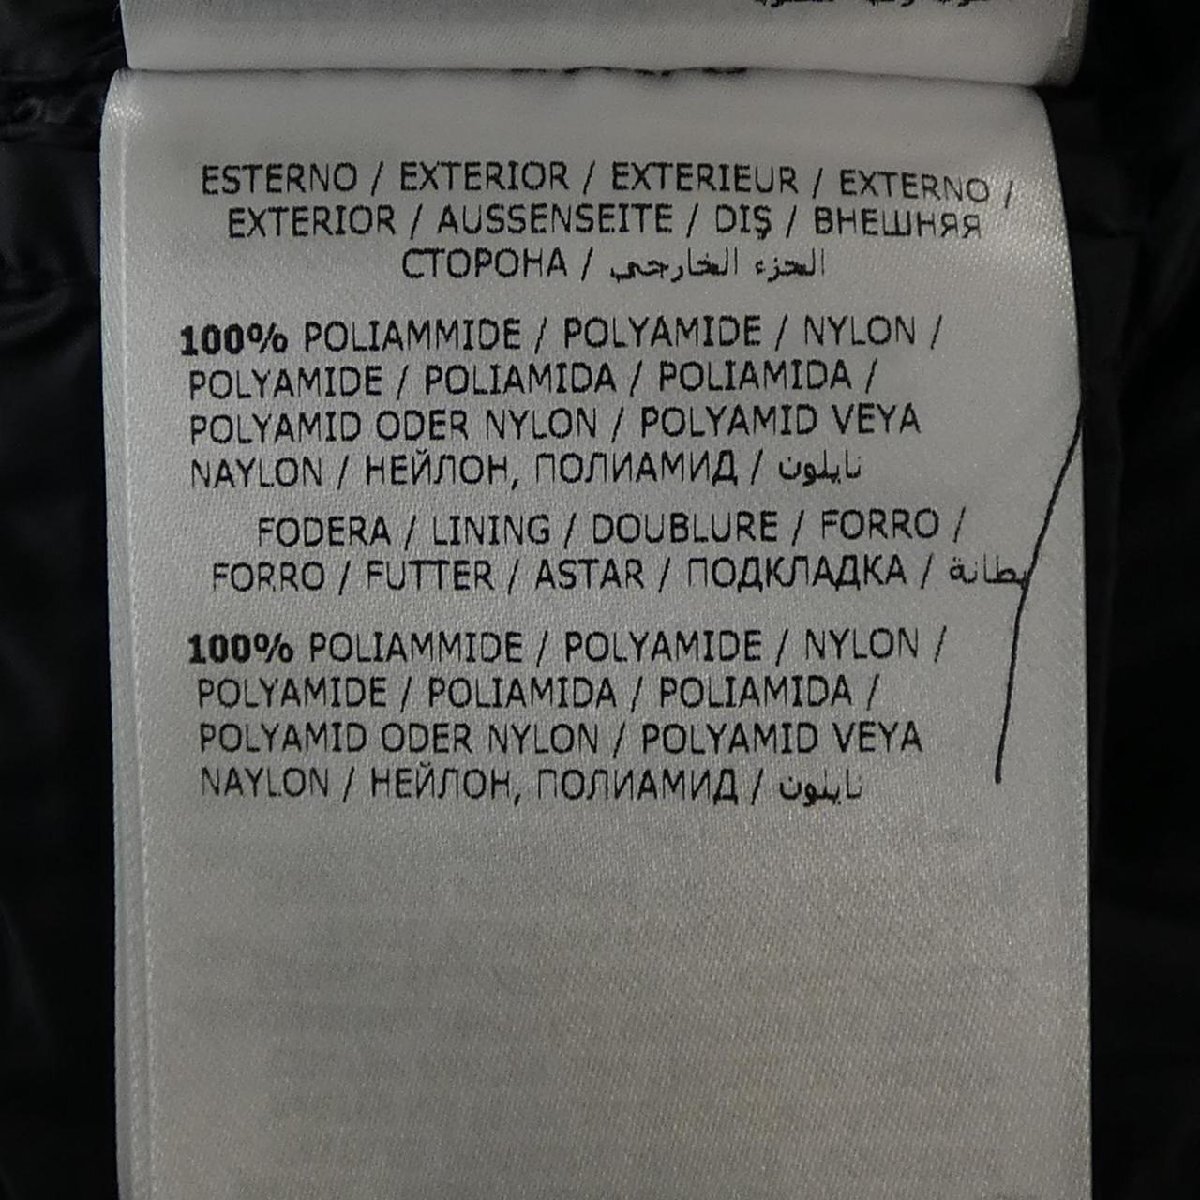 ESTERNO / EXTERIOR / EXTERIEUR / EXTERNO /
EXTERIOR / AUSSENSEITE / DIŞ / ВНЕШНЯЯ
СТОРОНА / الجزء الخارجي
100% POLIAMMIDE / POLYAMIDE / NYLON /
POLYAMIDE / POLIAMIDA / POLIAMIDA /
POLYAMID ODER NYLON / POLYAMID VEYA
NAYLON / НЕЙЛОН, ПОЛИАМИД / نايلون
FODERA / LINING / DOUBLURE / FORRO /
FORRO / FUTTER / ASTAR / ПОДКЛАДКА / بطانة
100% POLIAMMIDE / POLYAMIDE / NYLON /
POLYAMIDE / POLIAMIDA / POLIAMIDA /
POLYAMID ODER NYLON / POLYAMID VEYA
NAYLON / НЕЙЛОН, ПОЛИАМИД / نايلون